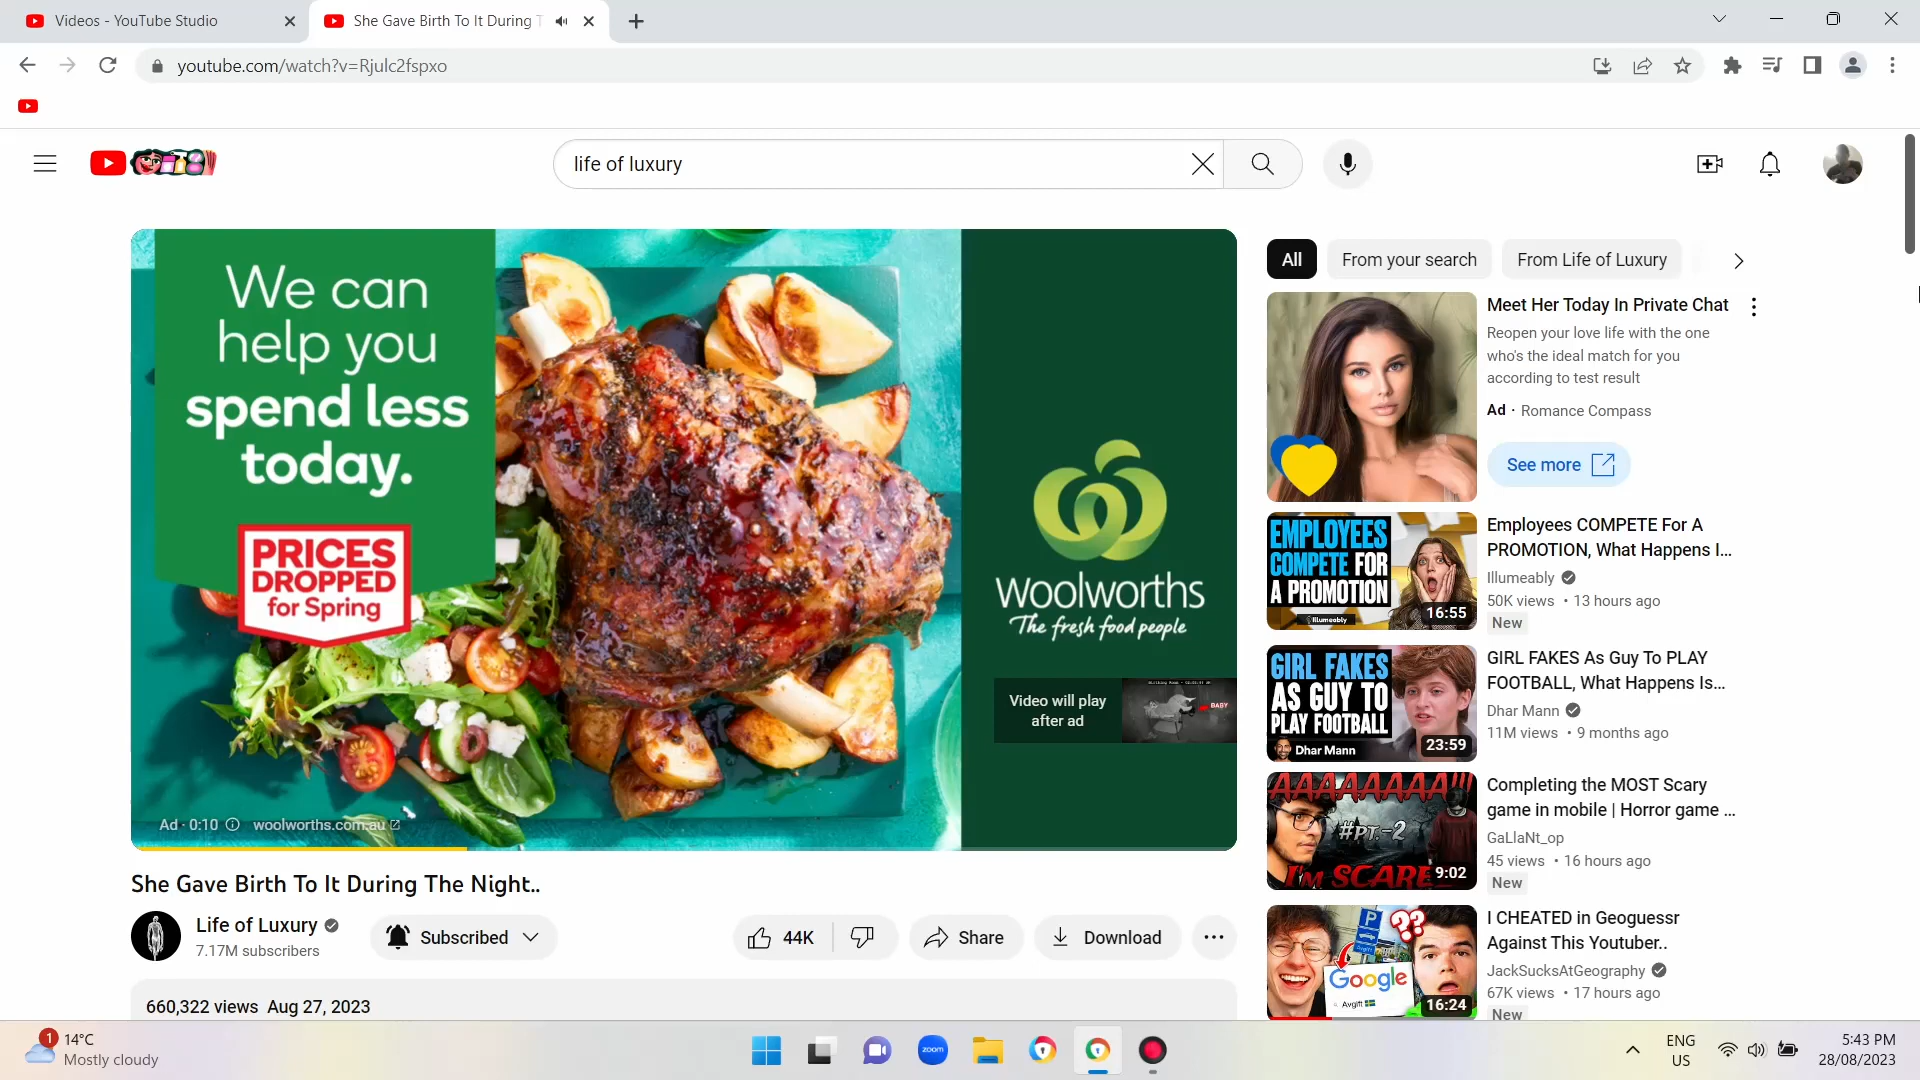 Videos - YouTube Studio
She Gave Birth To It During T
youtube.com/watch?v=Rjulc2fspxo
life of luxury
We can
help you
spend less
today.
PRICES
DROPPED
for Spring
Woolworths
The fresh food people
Video will play
after ad
BABY
Ad · 0:10
woolworths.com.au
She Gave Birth To It During The Night..
Life of Luxury
7.17M subscribers
Subscribed
44K
Share
Download
660,322 views Aug 27, 2023
All
From your search
From Life of Luxury
Meet Her Today In Private Chat
Reopen your love life with the one
who's the ideal match for you
according to test result
Ad · Romance Compass
See more
EMPLOYEES
COMPETE FOR
A PROMOTION
Illumeably
16:55
Employees COMPETE For A
PROMOTION, What Happens I...
Illumeably
50K views • 13 hours ago
New
GIRL FAKES
AS GUY TO
PLAY FOOTBALL
Dhar Mann
23:59
GIRL FAKES As Guy To PLAY
FOOTBALL, What Happens Is...
Dhar Mann
11M views • 9 months ago
AAAAAAAA!!!
#PT.-2
I'M SCARE
9:02
Completing the MOST Scary
game in mobile | Horror game ...
GaLlaNt_op
45 views • 16 hours ago
New
P
Avgift
??
Google
Avgift
16:24
I CHEATED in Geoguessr
Against This Youtuber..
JackSucksAtGeography
67K views • 17 hours ago
New
1
14°C
Mostly cloudy
zoom
ENG
US
5:43 PM
28/08/2023